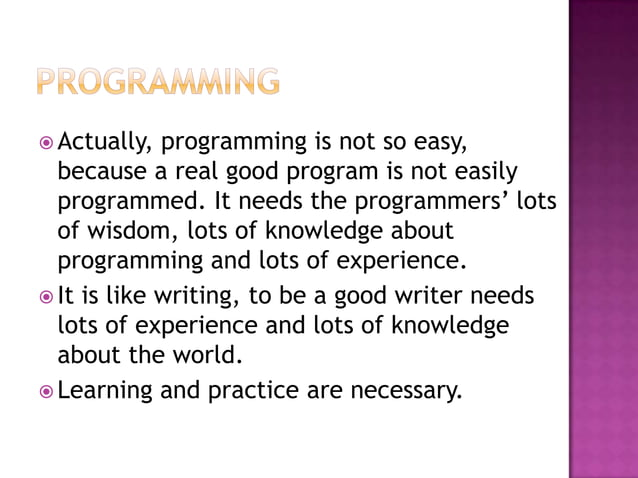 PROGRAMMING
Actually, programming is not so easy,
because a real good program is not easily
programmed. It needs the programmers’ lots
of wisdom, lots of knowledge about
programming and lots of experience.
It is like writing, to be a good writer needs
lots of experience and lots of knowledge
about the world.
Learning and practice are necessary.